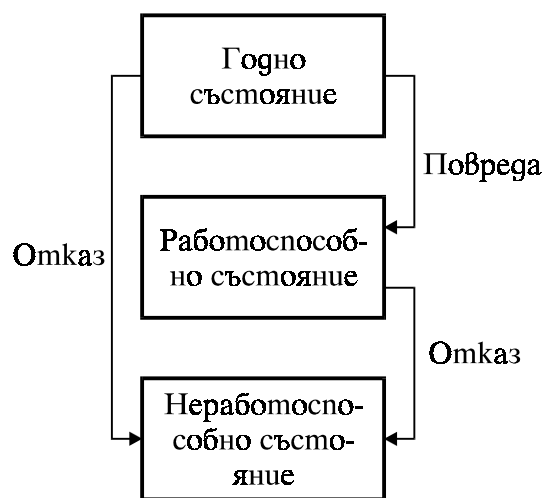 Годно
състояние
Повреда
Работоспособ-
но състояние
Отказ
Отказ
Неработоспо-
собно състо-
яние